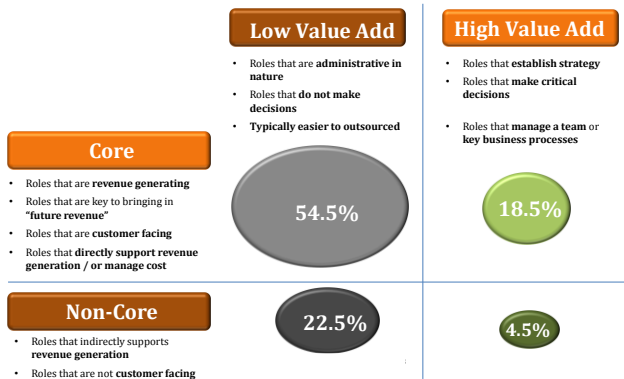 Low Value Add
High Value Add
• Roles that are administrative in
nature
• Roles that do not make
decisions
• Typically easier to outsourced
• Roles that establish strategy
• Roles that make critical
decisions
• Roles that manage a team or
key business processes
Core
• Roles that are revenue generating
• Roles that are key to bringing in
“future revenue”
• Roles that are customer facing
• Roles that directly support revenue
generation / or manage cost
54.5%
18.5%
Non-Core
• Roles that indirectly supports
revenue generation
• Roles that are not customer facing
22.5%
4.5%